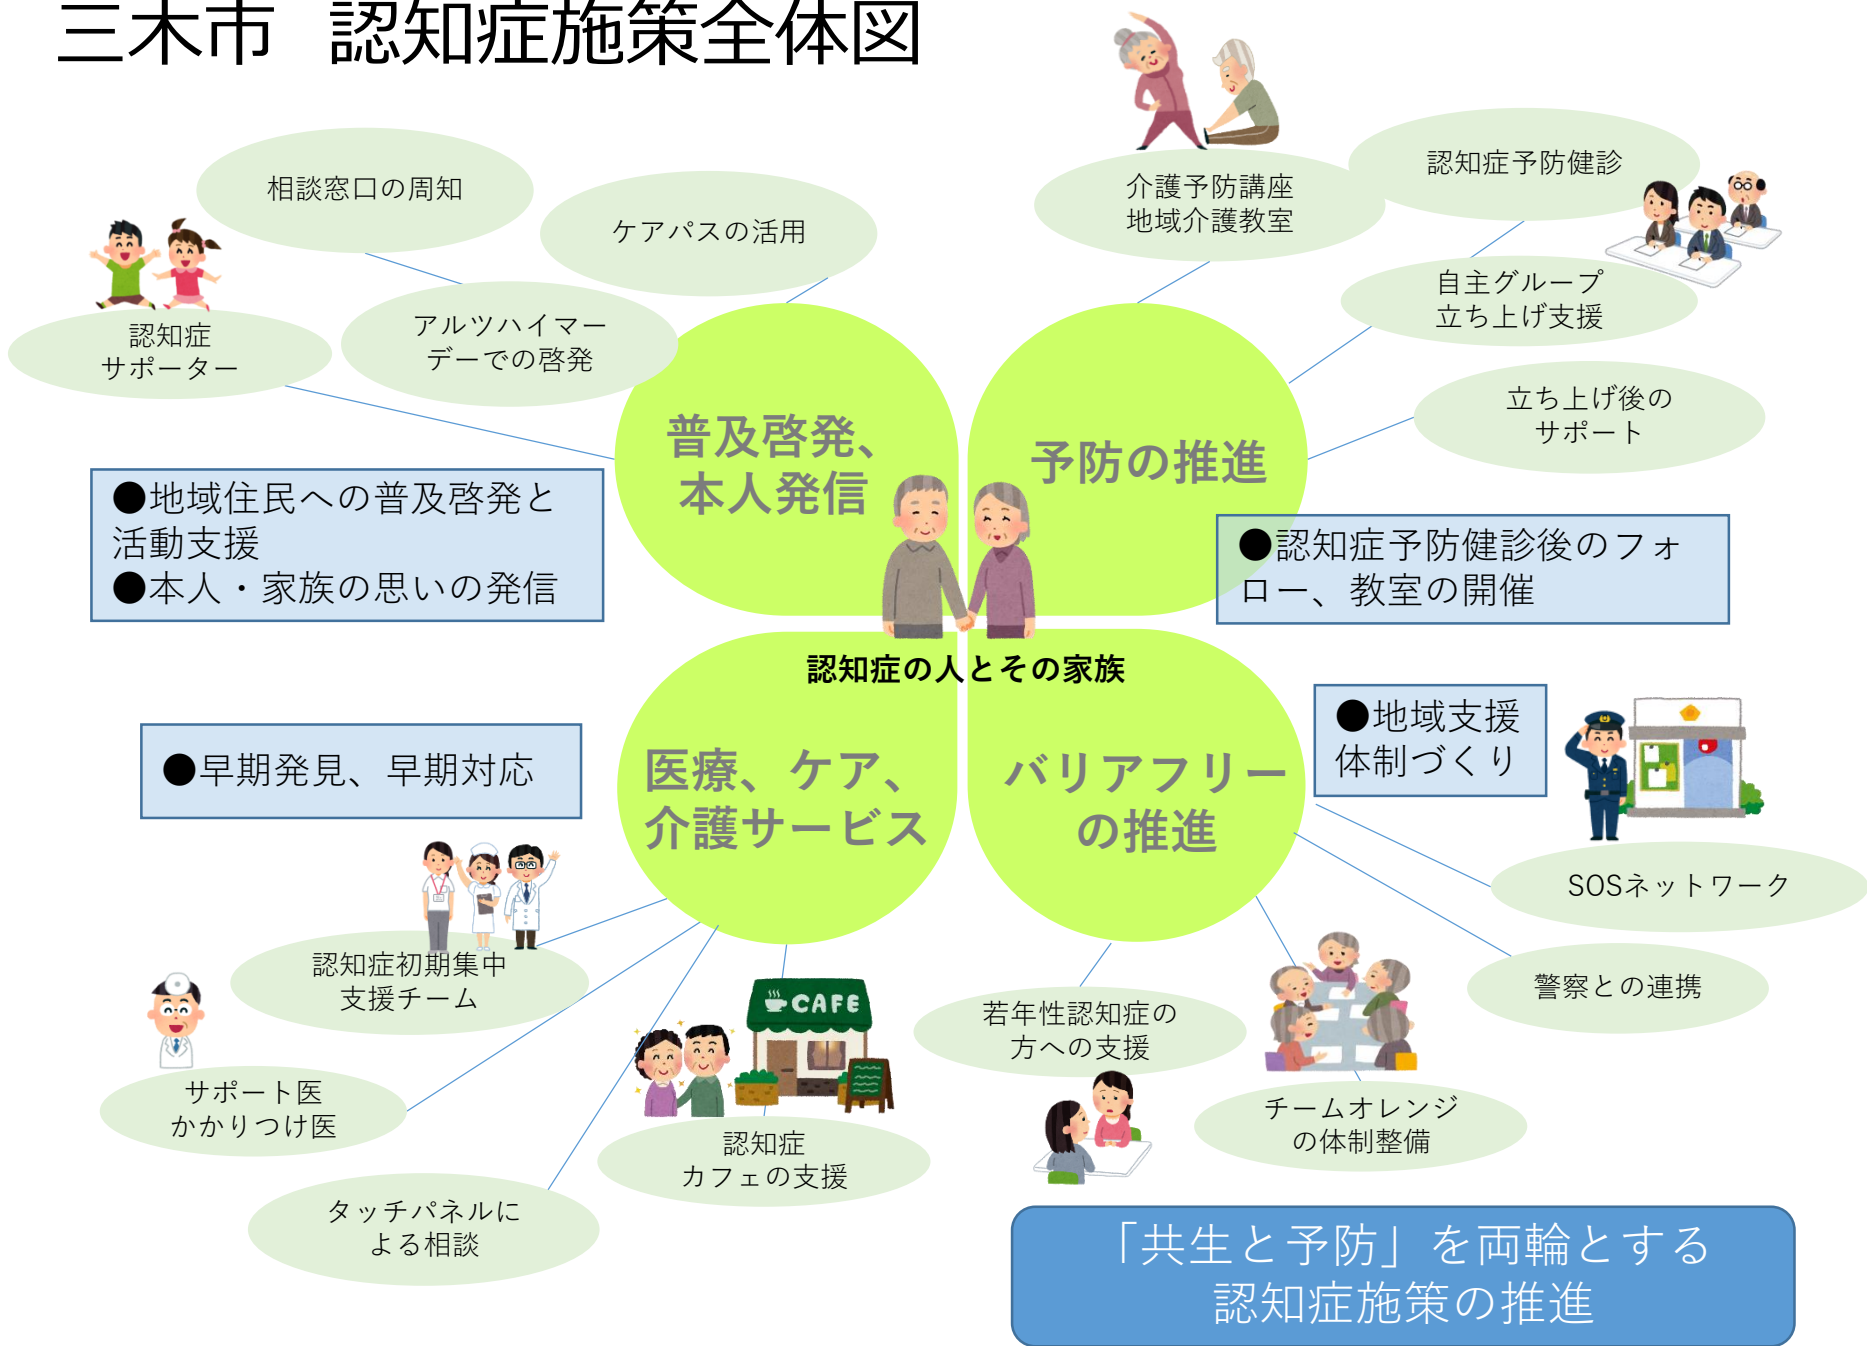 三木市 認知症施策全体図
相談窓口の周知
ケアパスの活用
認知症
サポーター
アルツハイマー
デーでの啓発
介護予防講座
地域介護教室
認知症予防健診
自主グループ
立ち上げ支援
立ち上げ後の
サポート
普及啓発、
本人発信
予防の推進
●地域住民への普及啓発と
活動支援
●本人・家族の思いの発信
●認知症予防健診後のフォ
ロー、教室の開催
認知症の人とその家族
●早期発見、早期対応
医療、ケア、
介護サービス
バリアフリー
の推進
●地域支援
体制づくり
SOSネットワーク
警察との連携
認知症初期集中
支援チーム
サポート医
かかりつけ医
タッチパネルに
よる相談
CAFE
認知症
カフェの支援
若年性認知症の
方への支援
チームオレンジ
の体制整備
「共生と予防」を両輪とする
認知症施策の推進